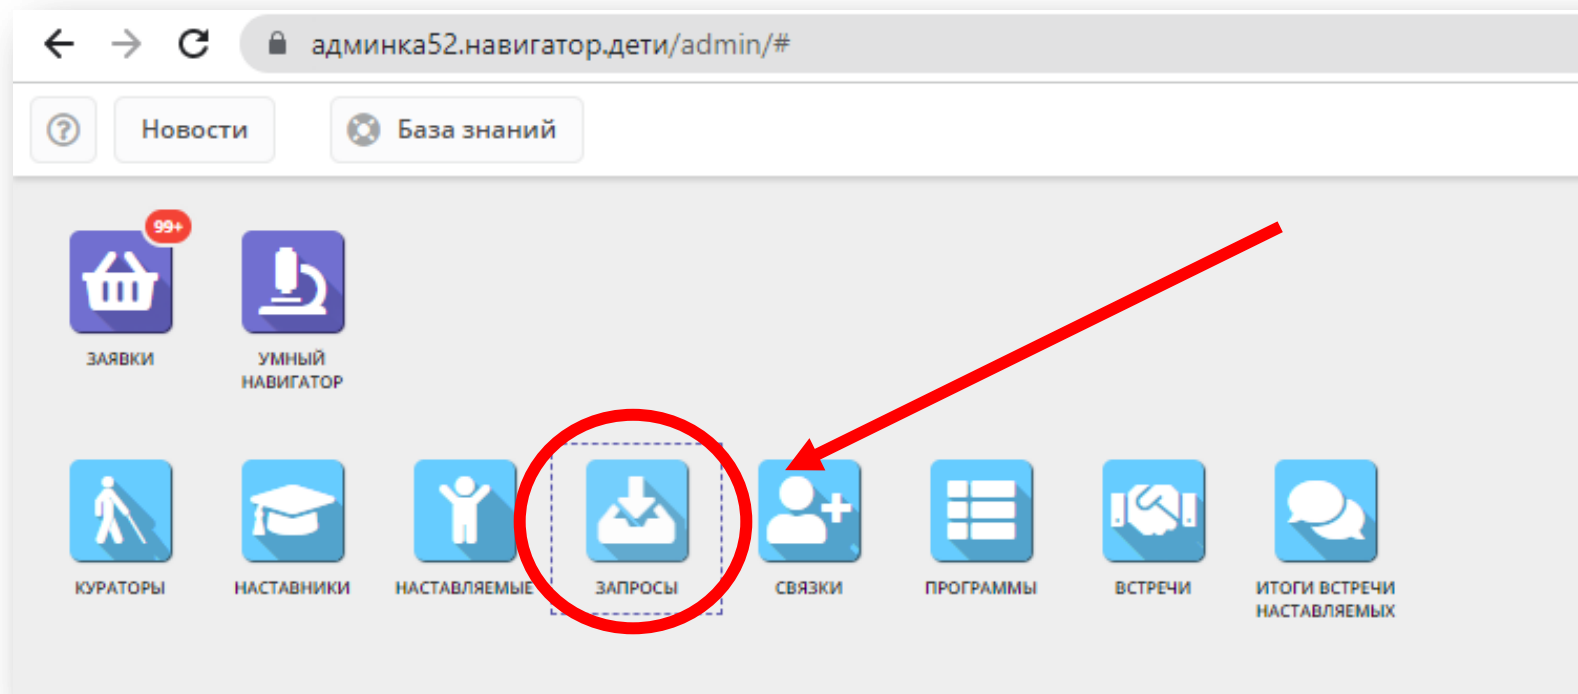 админка52.навигатор.дети/admin/#
Новости
База знаний
99+
ЗАЯВКИ
УМНЫЙ
НАВИГАТОР
КУРАТОРЫ
НАСТАВНИКИ
НАСТАВЛЯЕМЫЕ
ЗАПРОСЫ
СВЯЗКИ
ПРОГРАММЫ
ВСТРЕЧИ
ИТОГИ ВСТРЕЧИ
НАСТАВЛЯЕМЫХ